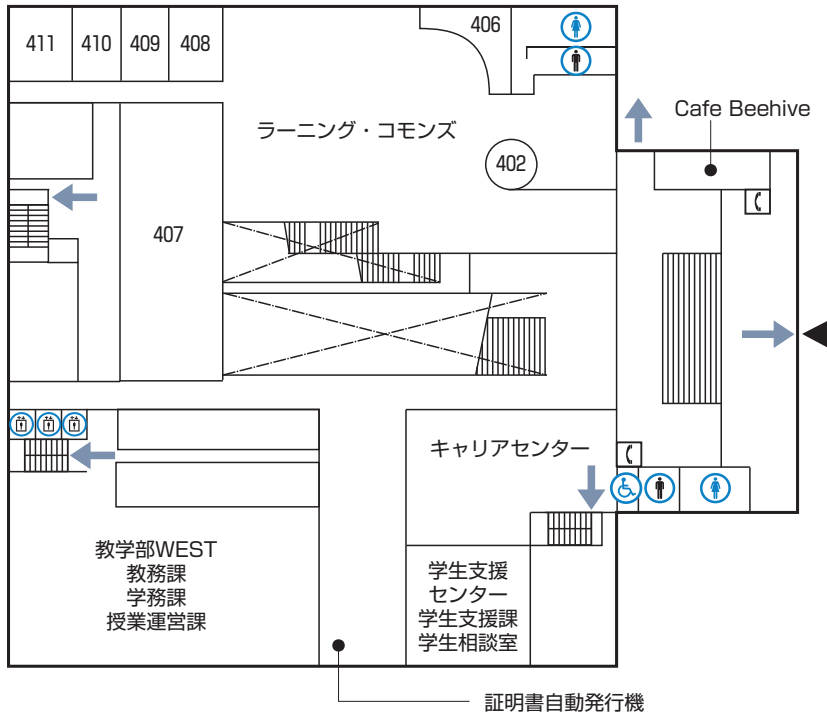 411
410
409
408
406
Cafe Beehive
ラーニング・コモンズ
402
407
キャリアセンター
教学部WEST
教務課
学務課
授業運営課
学生支援
センター
学生支援課
学生相談室
証明書自動発行機